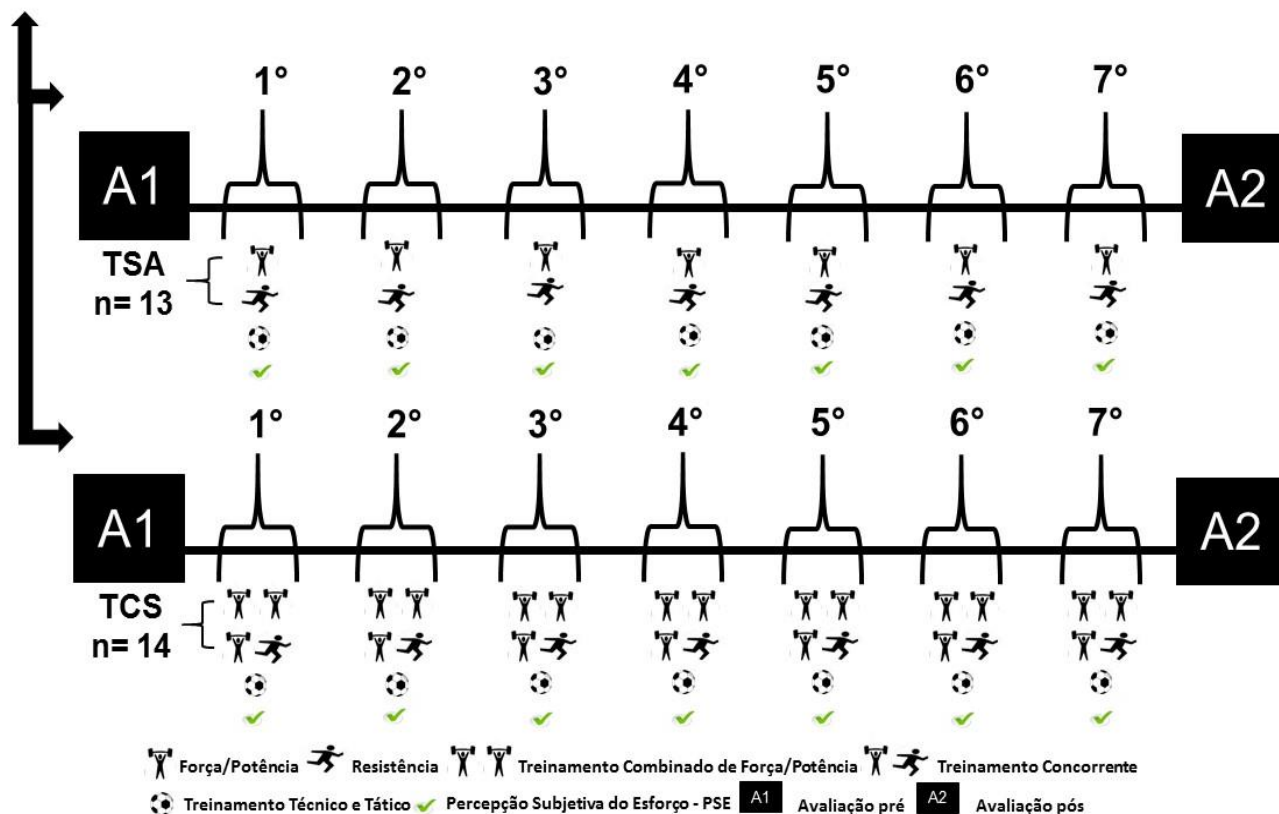 1° 2° 3° 4° 5° 6° 7°
A1 A2
TSA
n= 13
1° 2° 3° 4° 5° 6° 7°
A1 A2
TCS
n= 14
Força/Potência Resistência Treinamento Combinado de Força/Potência Treinamento Concorrente
Treinamento Técnico e Tático Percepção Subjetiva do Esforço - PSE A1 Avaliação pré A2 Avaliação pós